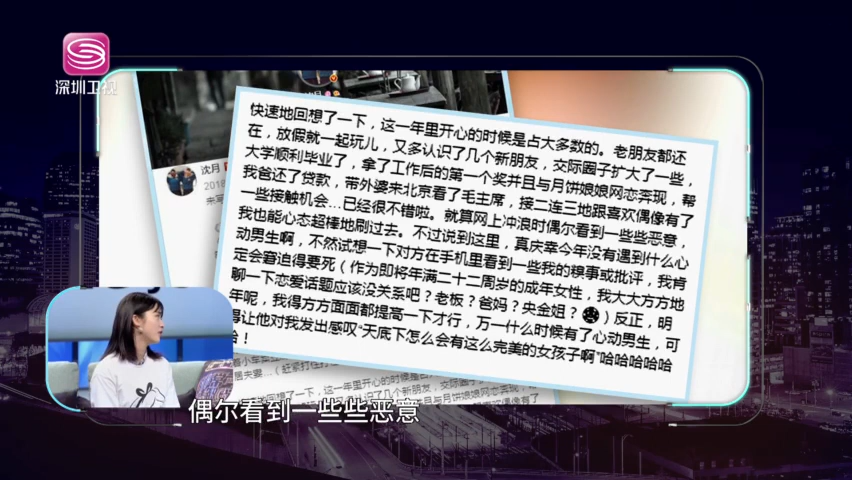 深圳卫视
沈月
2018
快速地回想了一下，这一年里开心的时候是占大多数的。老朋友都还
在，放假就一起玩儿，又多认识了几个新朋友，交际圈子扩大了一些，
大学顺利毕业了，拿了工作后的第一个奖并且与月饼娘娘网恋奔现，帮
我爸还了贷款，带外婆来北京看了毛主席，接二连三地跟喜欢偶像有了
一些接触机会…已经很不错啦。就算网上冲浪时偶尔看到一些些恶意，
我也能心态超棒地刷过去。不过说到这里，真庆幸今年没有遇到什么心
动男生啊，不然试想一下对方在手机里看到一些我的糗事或批评，我肯
定会窘迫得要死（作为即将年满二十二周岁的成年女性，我大大方方地
聊一下恋爱话题应该没关系吧？老板？爸妈？央金姐？）反正，明
年呢，我得方方面面都提高一下才行，万一什么时候有了心动男生，可
得让他对我发出感叹“天底下怎么会有这么完美的女孩子啊”哈哈哈哈哈
哈！
偶尔看到一些些恶意